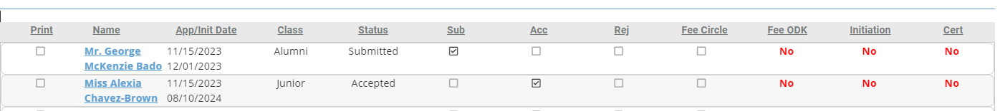 Print Name App/Init Date Class Status Sub Acc Rej Fee Circle Fee ODK Initiation Cert
Mr. George 11/15/2023 Alumni Submitted No No No
McKenzie Bado 12/01/2023
Miss Alexia 11/15/2023 Junior Accepted No No No
Chavez-Brown 08/10/2024